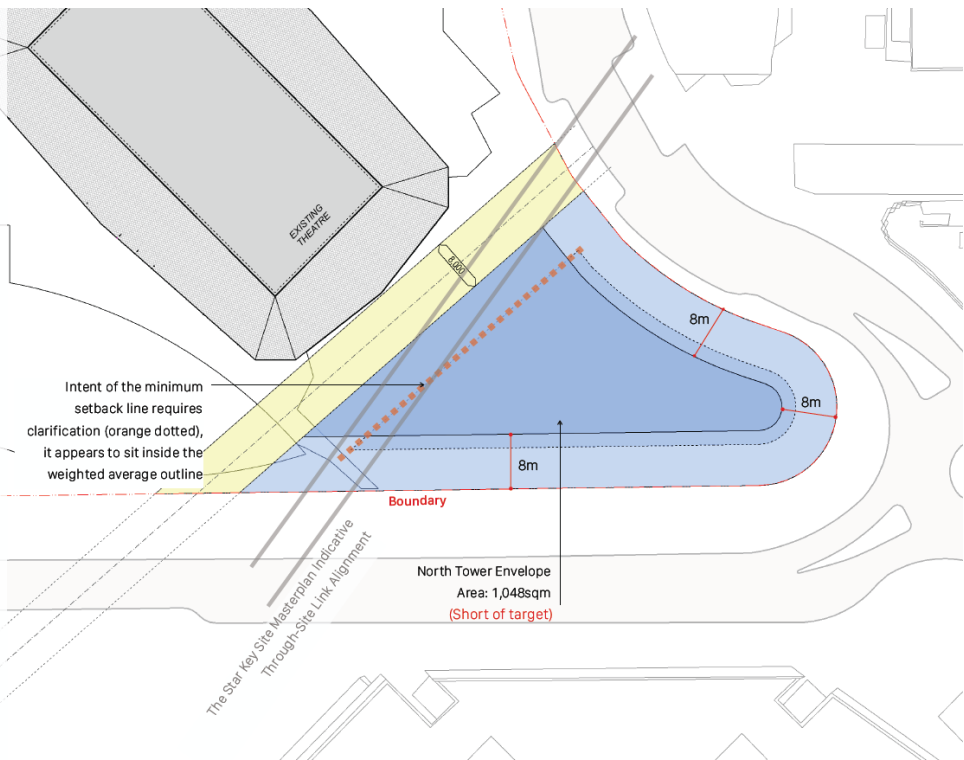 EXISTING
THEATRE
8,000
8m
8m
Intent of the minimum
setback line requires
clarification (orange dotted),
it appears to sit inside the
weighted average outline
8m
Boundary
The Star Key Site Masterplan Indicative
Through-Site Link Alignment
North Tower Envelope
Area: 1,048sqm
(Short of target)